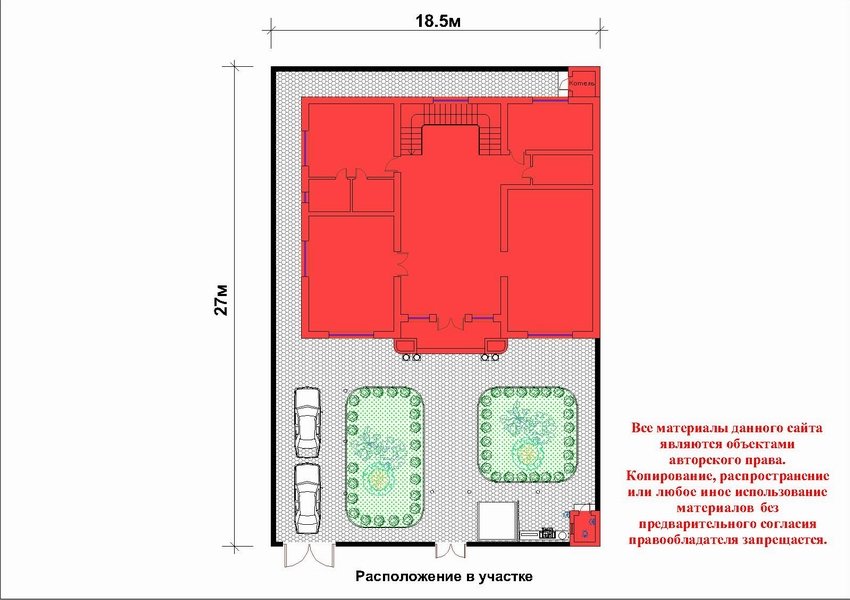 18.5м
Котель
27м
Все материалы данного сайта
являются объектами
авторского права.
Копирование, распространение
или любое иное использование
материалов без
предварительного согласия
правообладателя запрещается.
Расположение в участке